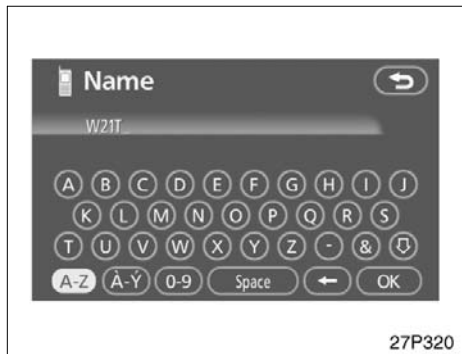 Name
W21T_
A B C D E F G H I J
K L M N O P Q R S
T U V W X Y Z - &
A-Z À-Ý 0-9 Space ← OK
27P320